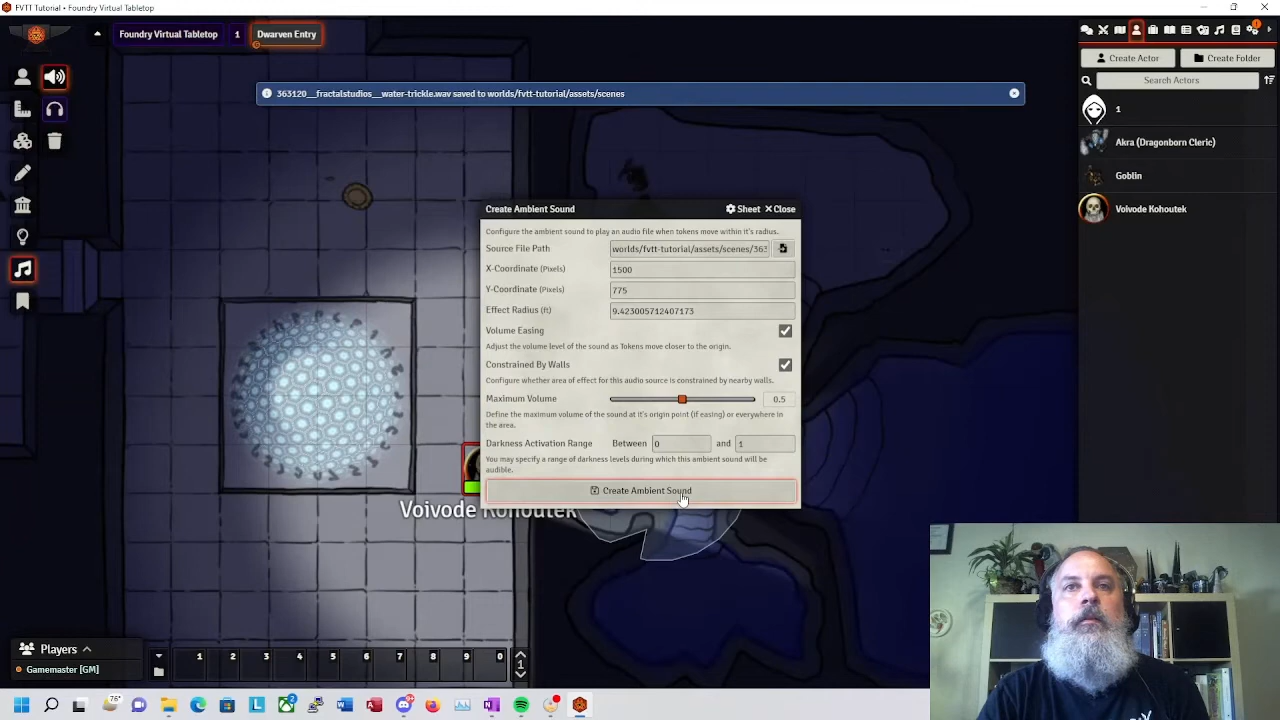 FVTT Tutorial • Foundry Virtual Tabletop
Foundry Virtual Tabletop 1 Dwarven Entry
363120__fractalstudios__water-trickle.wav saved to worlds/fvtt-tutorial/assets/scenes
Create Actor Create Folder
Search Actors
1
Akra (Dragonborn Cleric)
Goblin
Voivode Kohoutek
Create Ambient Sound Sheet Close
Configure the ambient sound to play an audio file when tokens move within it's radius.
Source File Path worlds/fvtt-tutorial/assets/scenes/363
X-Coordinate (Pixels) 1500
Y-Coordinate (Pixels) 775
Effect Radius (ft) 9.423005712407173
Volume Easing
Adjust the volume level of the sound as Tokens move closer to the origin.
Constrained By Walls
Configure whether area of effect for this audio source is constrained by nearby walls.
Maximum Volume 0.5
Define the maximum volume of the sound at it's origin point (if easing) or everywhere in
the area.
Darkness Activation Range Between 0 and 1
You may specify a range of darkness levels during which this ambient sound will be
audible.
Create Ambient Sound
Voivode Kohoutek
Players
Gamemaster [GM]
1 2 3 4 5 6 7 8 9 0 1
76°